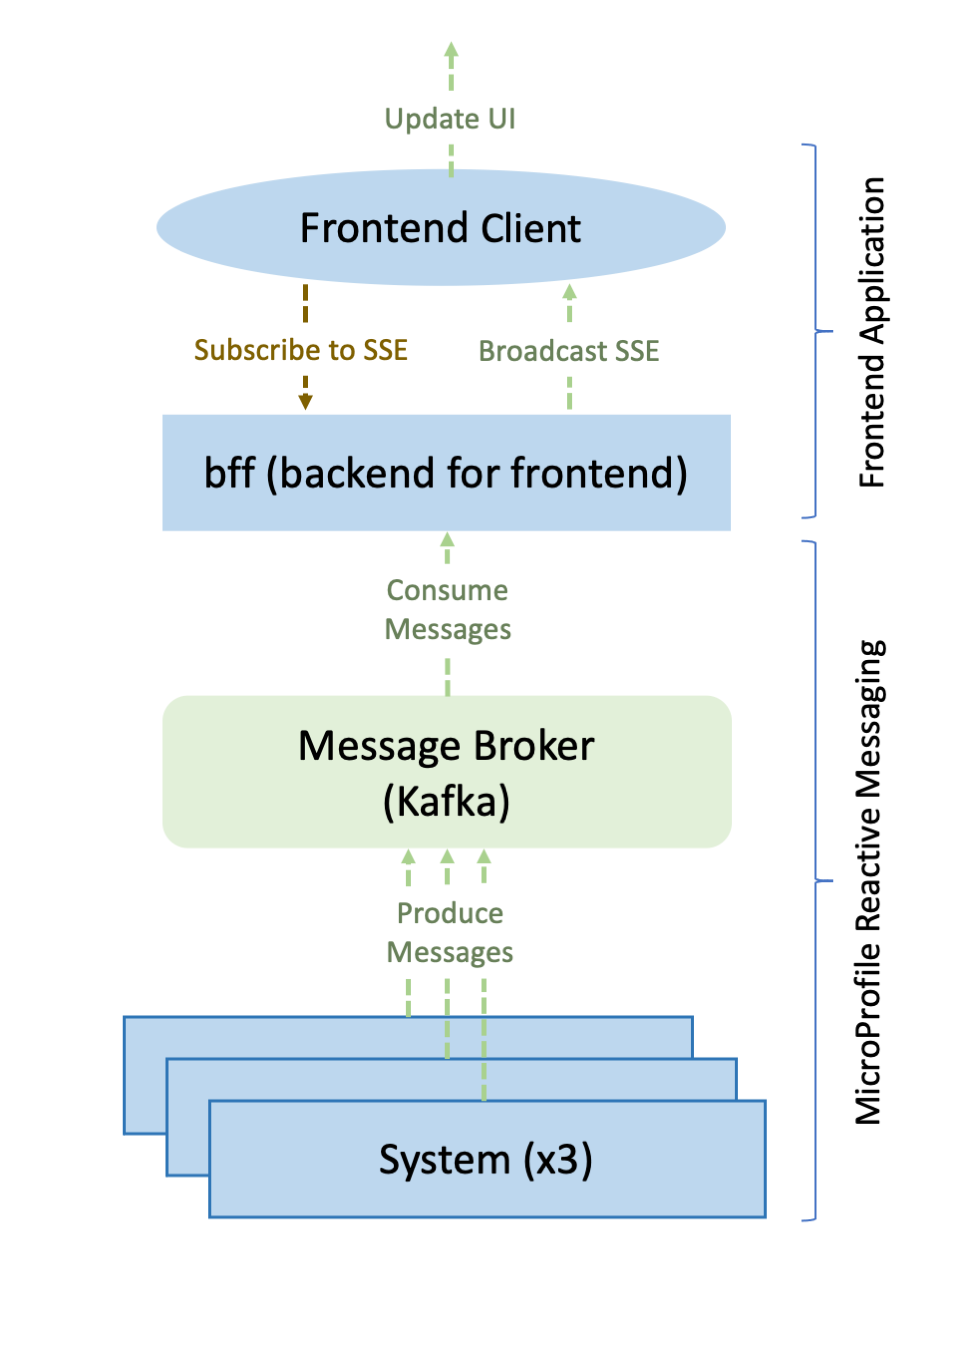 Update UI
Frontend Client
Subscribe to SSE
Broadcast SSE
bff (backend for frontend)
Consume
Messages
Message Broker
(Kafka)
Produce
Messages
System (x3)
Frontend Application
MicroProfile Reactive Messaging